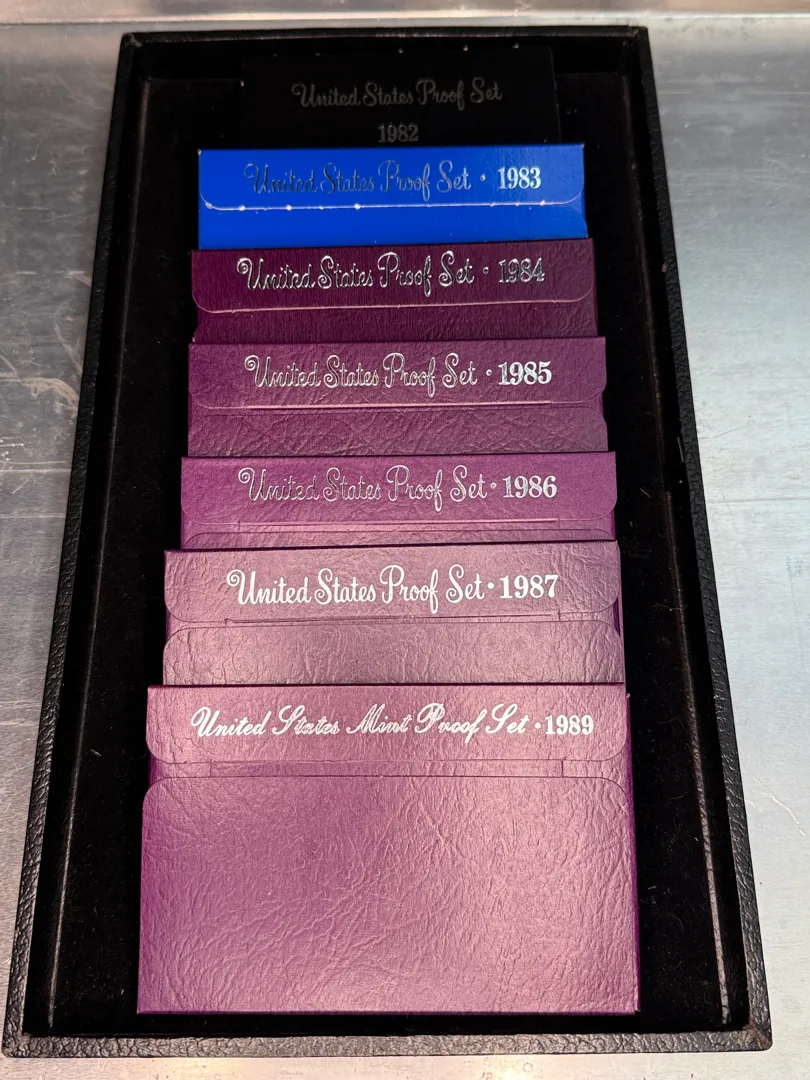 United States Proof Set
1982
United States Proof Set · 1983
United States Proof Set · 1984
United States Proof Set · 1985
United States Proof Set · 1986
United States Proof Set · 1987
United States Mint Proof Set · 1989